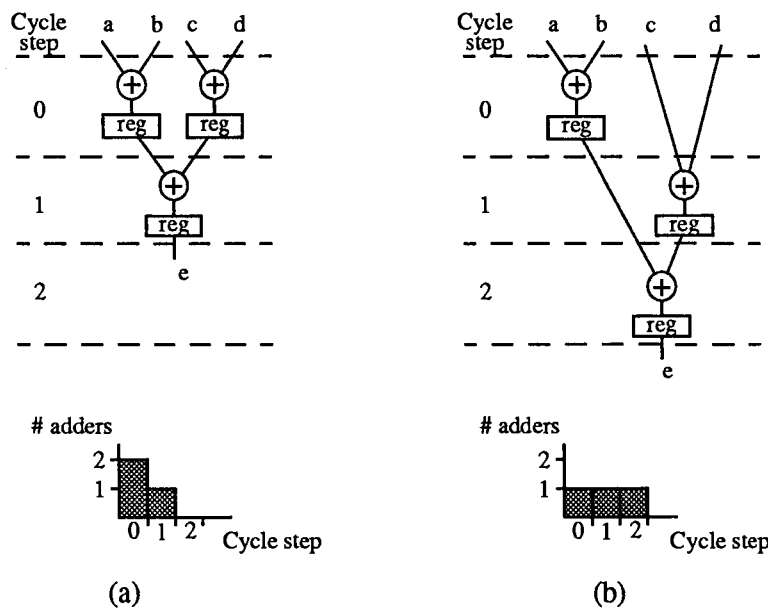 Cycle
step
a b c d
0
reg reg
1
reg
e
2
# adders
2
1
0 1 2
Cycle step
(a)
Cycle
step
a b c d
0
reg
1
reg
2
reg
e
# adders
2
1
0 1 2
Cycle step
(b)